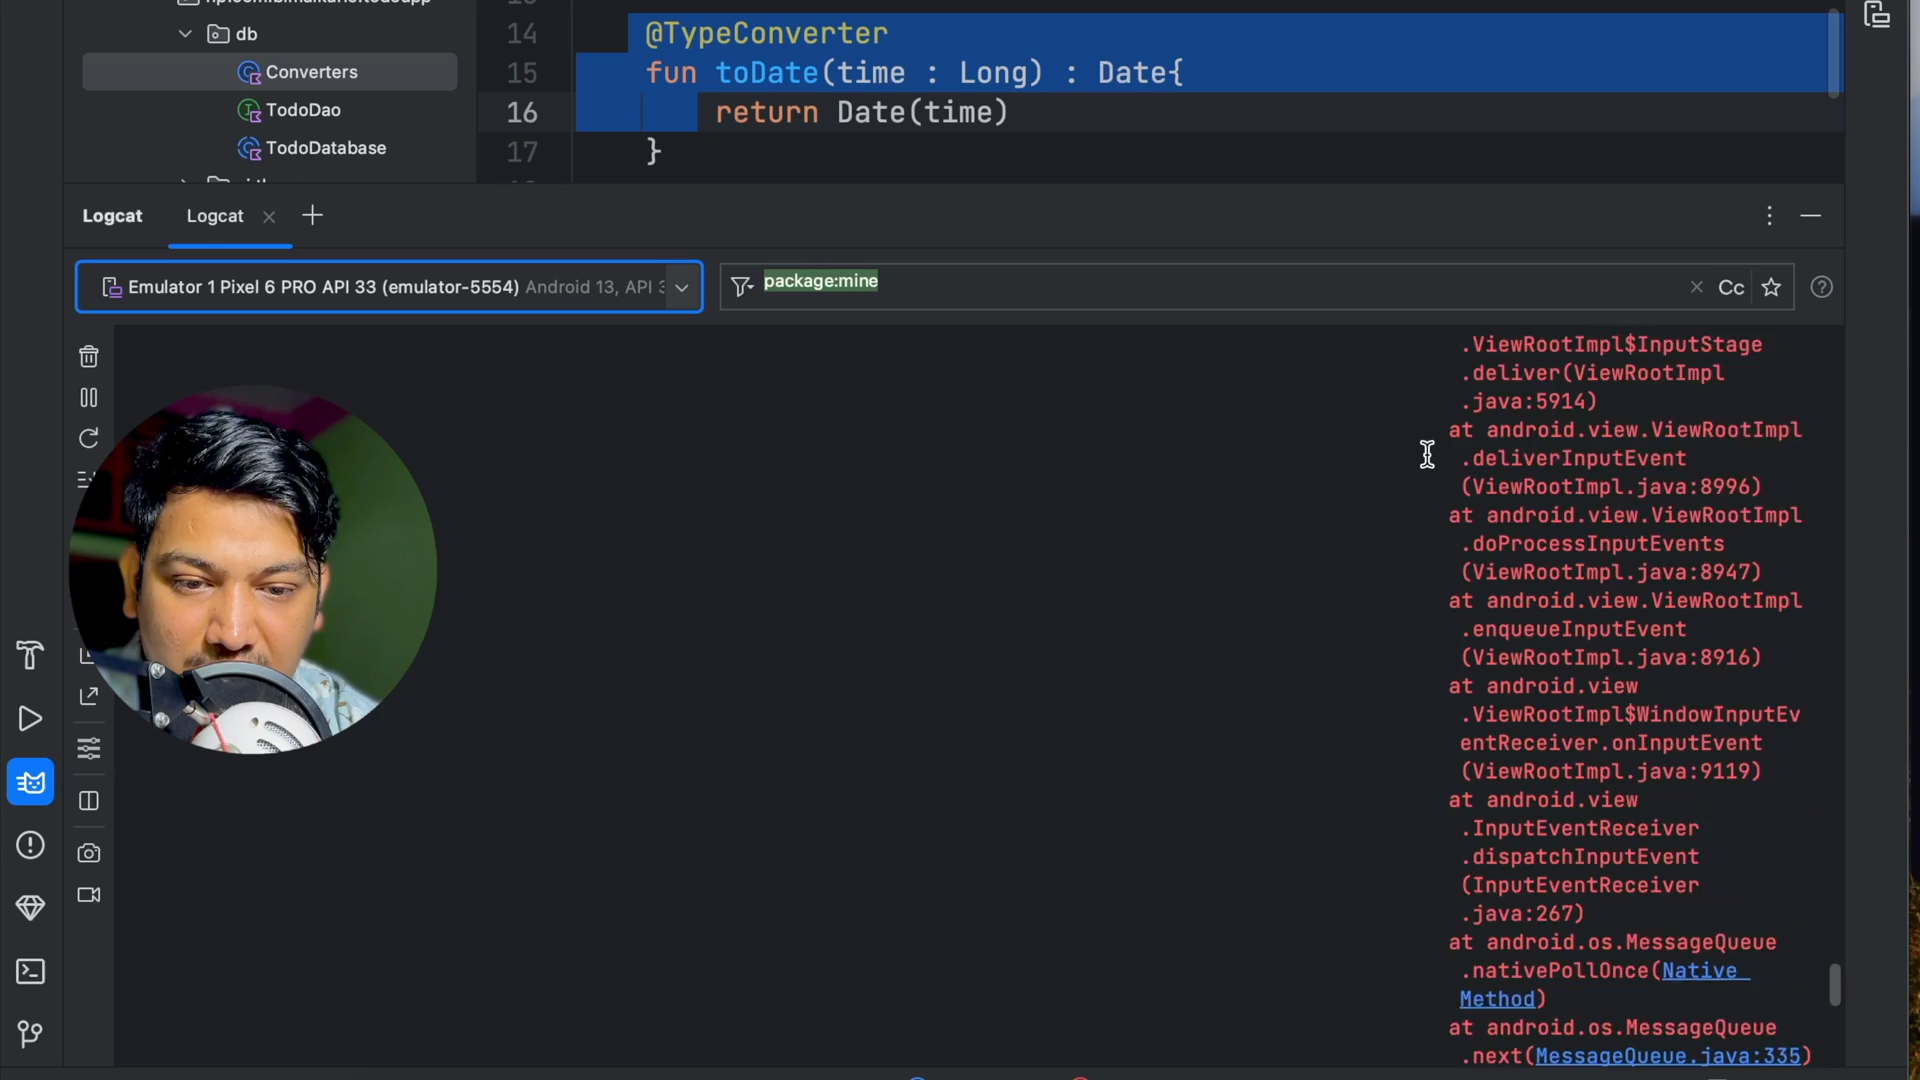 db
Converters
TodoDao
TodoDatabase
14 @TypeConverter
15 fun toDate(time : Long) : Date{
16 return Date(time)
17 }
Logcat Logcat
Emulator 1 Pixel 6 PRO API 33 (emulator-5554) Android 13, API 3
package:mine
Cc
.ViewRootImpl$InputStage
.deliver(ViewRootImpl
.java:5914)
at android.view.ViewRootImpl
.deliverInputEvent
(ViewRootImpl.java:8996)
at android.view.ViewRootImpl
.doProcessInputEvents
(ViewRootImpl.java:8947)
at android.view.ViewRootImpl
.enqueueInputEvent
(ViewRootImpl.java:8916)
at android.view
.ViewRootImpl$WindowInputEv
entReceiver.onInputEvent
(ViewRootImpl.java:9119)
at android.view
.InputEventReceiver
.dispatchInputEvent
(InputEventReceiver
.java:267)
at android.os.MessageQueue
.nativePollOnce(Native
Method)
at android.os.MessageQueue
.next(MessageQueue.java:335)